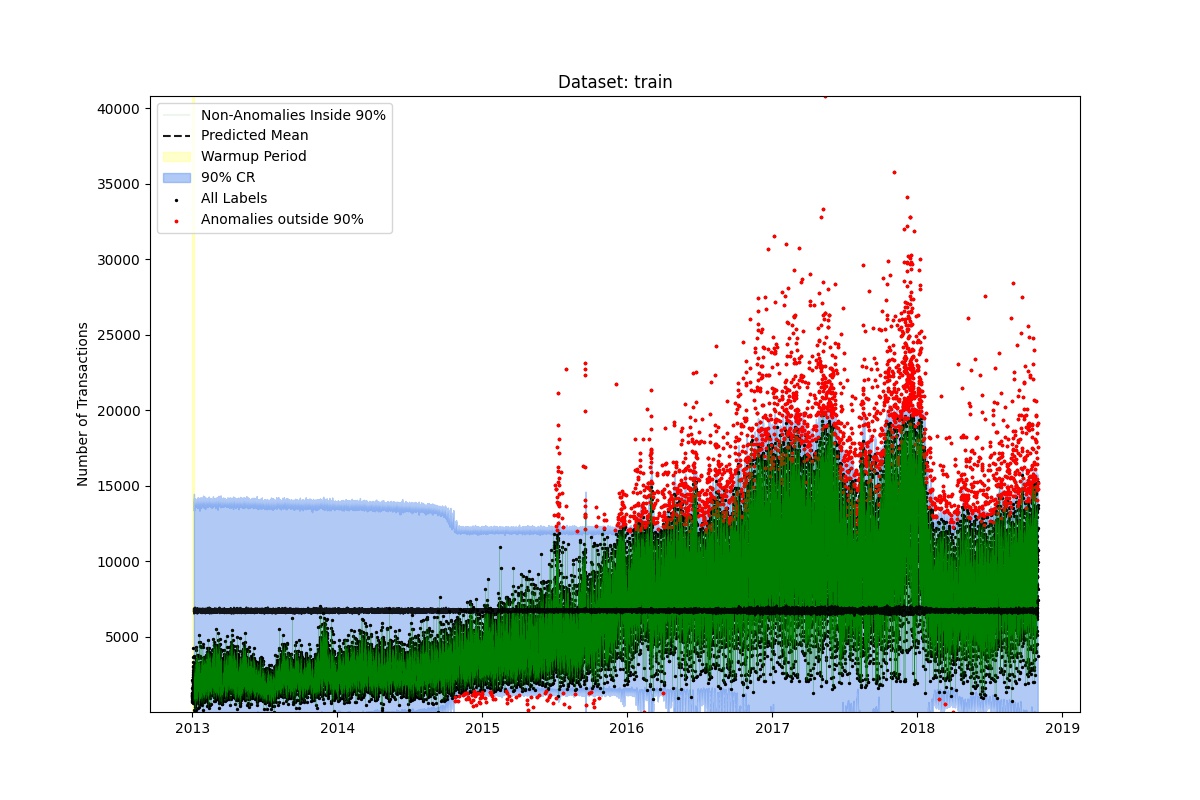 Dataset: train
Number of Transactions
40000
35000
30000
25000
20000
15000
10000
5000
Non-Anomalies Inside 90%
Predicted Mean
Warmup Period
90% CR
All Labels
Anomalies outside 90%
2013 2014 2015 2016 2017 2018 2019